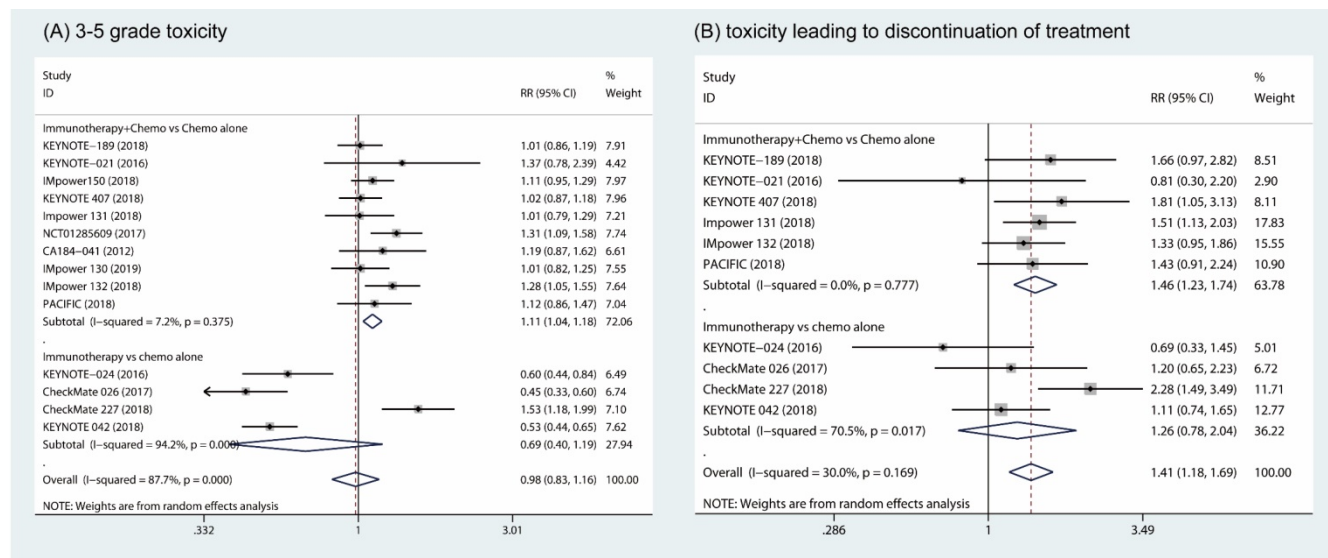 (A) 3-5 grade toxicity
Study %
ID RR (95% CI) Weight
Immunotherapy+Chemo vs Chemo alone
KEYNOTE−189 (2018) 1.01 (0.86, 1.19) 7.91
KEYNOTE−021 (2016) 1.37 (0.78, 2.39) 4.42
IMpower150 (2018) 1.11 (0.95, 1.29) 7.97
KEYNOTE 407 (2018) 1.02 (0.87, 1.18) 7.96
Impower 131 (2018) 1.01 (0.79, 1.29) 7.21
NCT01285609 (2017) 1.31 (1.09, 1.58) 7.74
CA184−041 (2012) 1.19 (0.87, 1.62) 6.61
IMpower 130 (2019) 1.01 (0.82, 1.25) 7.55
IMpower 132 (2018) 1.28 (1.05, 1.55) 7.64
PACIFIC (2018) 1.12 (0.86, 1.47) 7.04
Subtotal (I−squared = 7.2%, p = 0.375) 1.11 (1.04, 1.18) 72.06
.
Immunotherapy vs chemo alone
KEYNOTE−024 (2016) 0.60 (0.44, 0.84) 6.49
CheckMate 026 (2017) 0.45 (0.33, 0.60) 6.74
CheckMate 227 (2018) 1.53 (1.18, 1.99) 7.10
KEYNOTE 042 (2018) 0.53 (0.44, 0.65) 7.62
Subtotal (I−squared = 94.2%, p = 0.000) 0.69 (0.40, 1.19) 27.94
.
Overall (I−squared = 87.7%, p = 0.000) 0.98 (0.83, 1.16) 100.00
NOTE: Weights are from random effects analysis
.332 1 3.01
(B) toxicity leading to discontinuation of treatment
Study %
ID RR (95% CI) Weight
Immunotherapy+Chemo vs Chemo alone
KEYNOTE−189 (2018) 1.66 (0.97, 2.82) 8.51
KEYNOTE−021 (2016) 0.81 (0.30, 2.20) 2.90
KEYNOTE 407 (2018) 1.81 (1.05, 3.13) 8.11
Impower 131 (2018) 1.51 (1.13, 2.03) 17.83
IMpower 132 (2018) 1.33 (0.95, 1.86) 15.55
PACIFIC (2018) 1.43 (0.91, 2.24) 10.90
Subtotal (I−squared = 0.0%, p = 0.777) 1.46 (1.23, 1.74) 63.78
.
Immunotherapy vs chemo alone
KEYNOTE−024 (2016) 0.69 (0.33, 1.45) 5.01
CheckMate 026 (2017) 1.20 (0.65, 2.23) 6.72
CheckMate 227 (2018) 2.28 (1.49, 3.49) 11.71
KEYNOTE 042 (2018) 1.11 (0.74, 1.65) 12.77
Subtotal (I−squared = 70.5%, p = 0.017) 1.26 (0.78, 2.04) 36.22
.
Overall (I−squared = 30.0%, p = 0.169) 1.41 (1.18, 1.69) 100.00
NOTE: Weights are from random effects analysis
.286 1 3.49